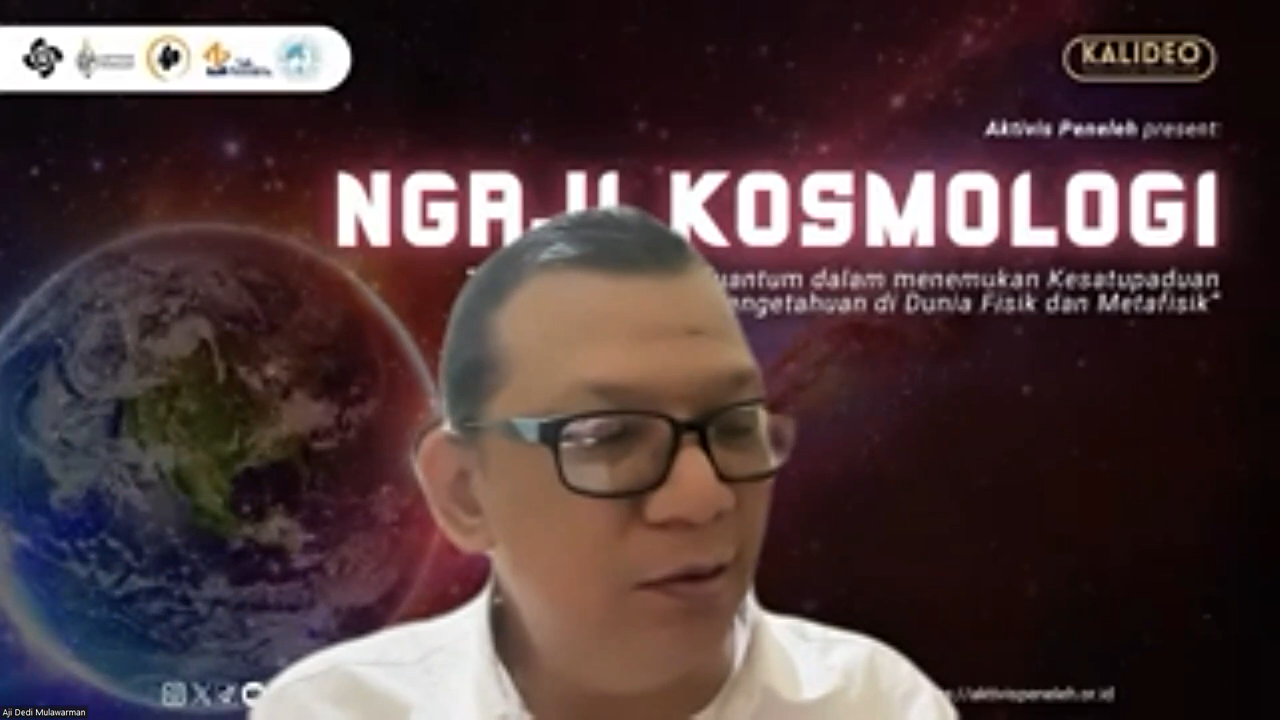 KALIDEO
Aktivis Peneleh present:
NGAJI KOSMOLOGI
uantum dalam menemukan Kesatupaduan
engetahuan di Dunia Fisik dan Metafisik"
://aktivispeneleh.or.id
Aji Dedi Mulawarman